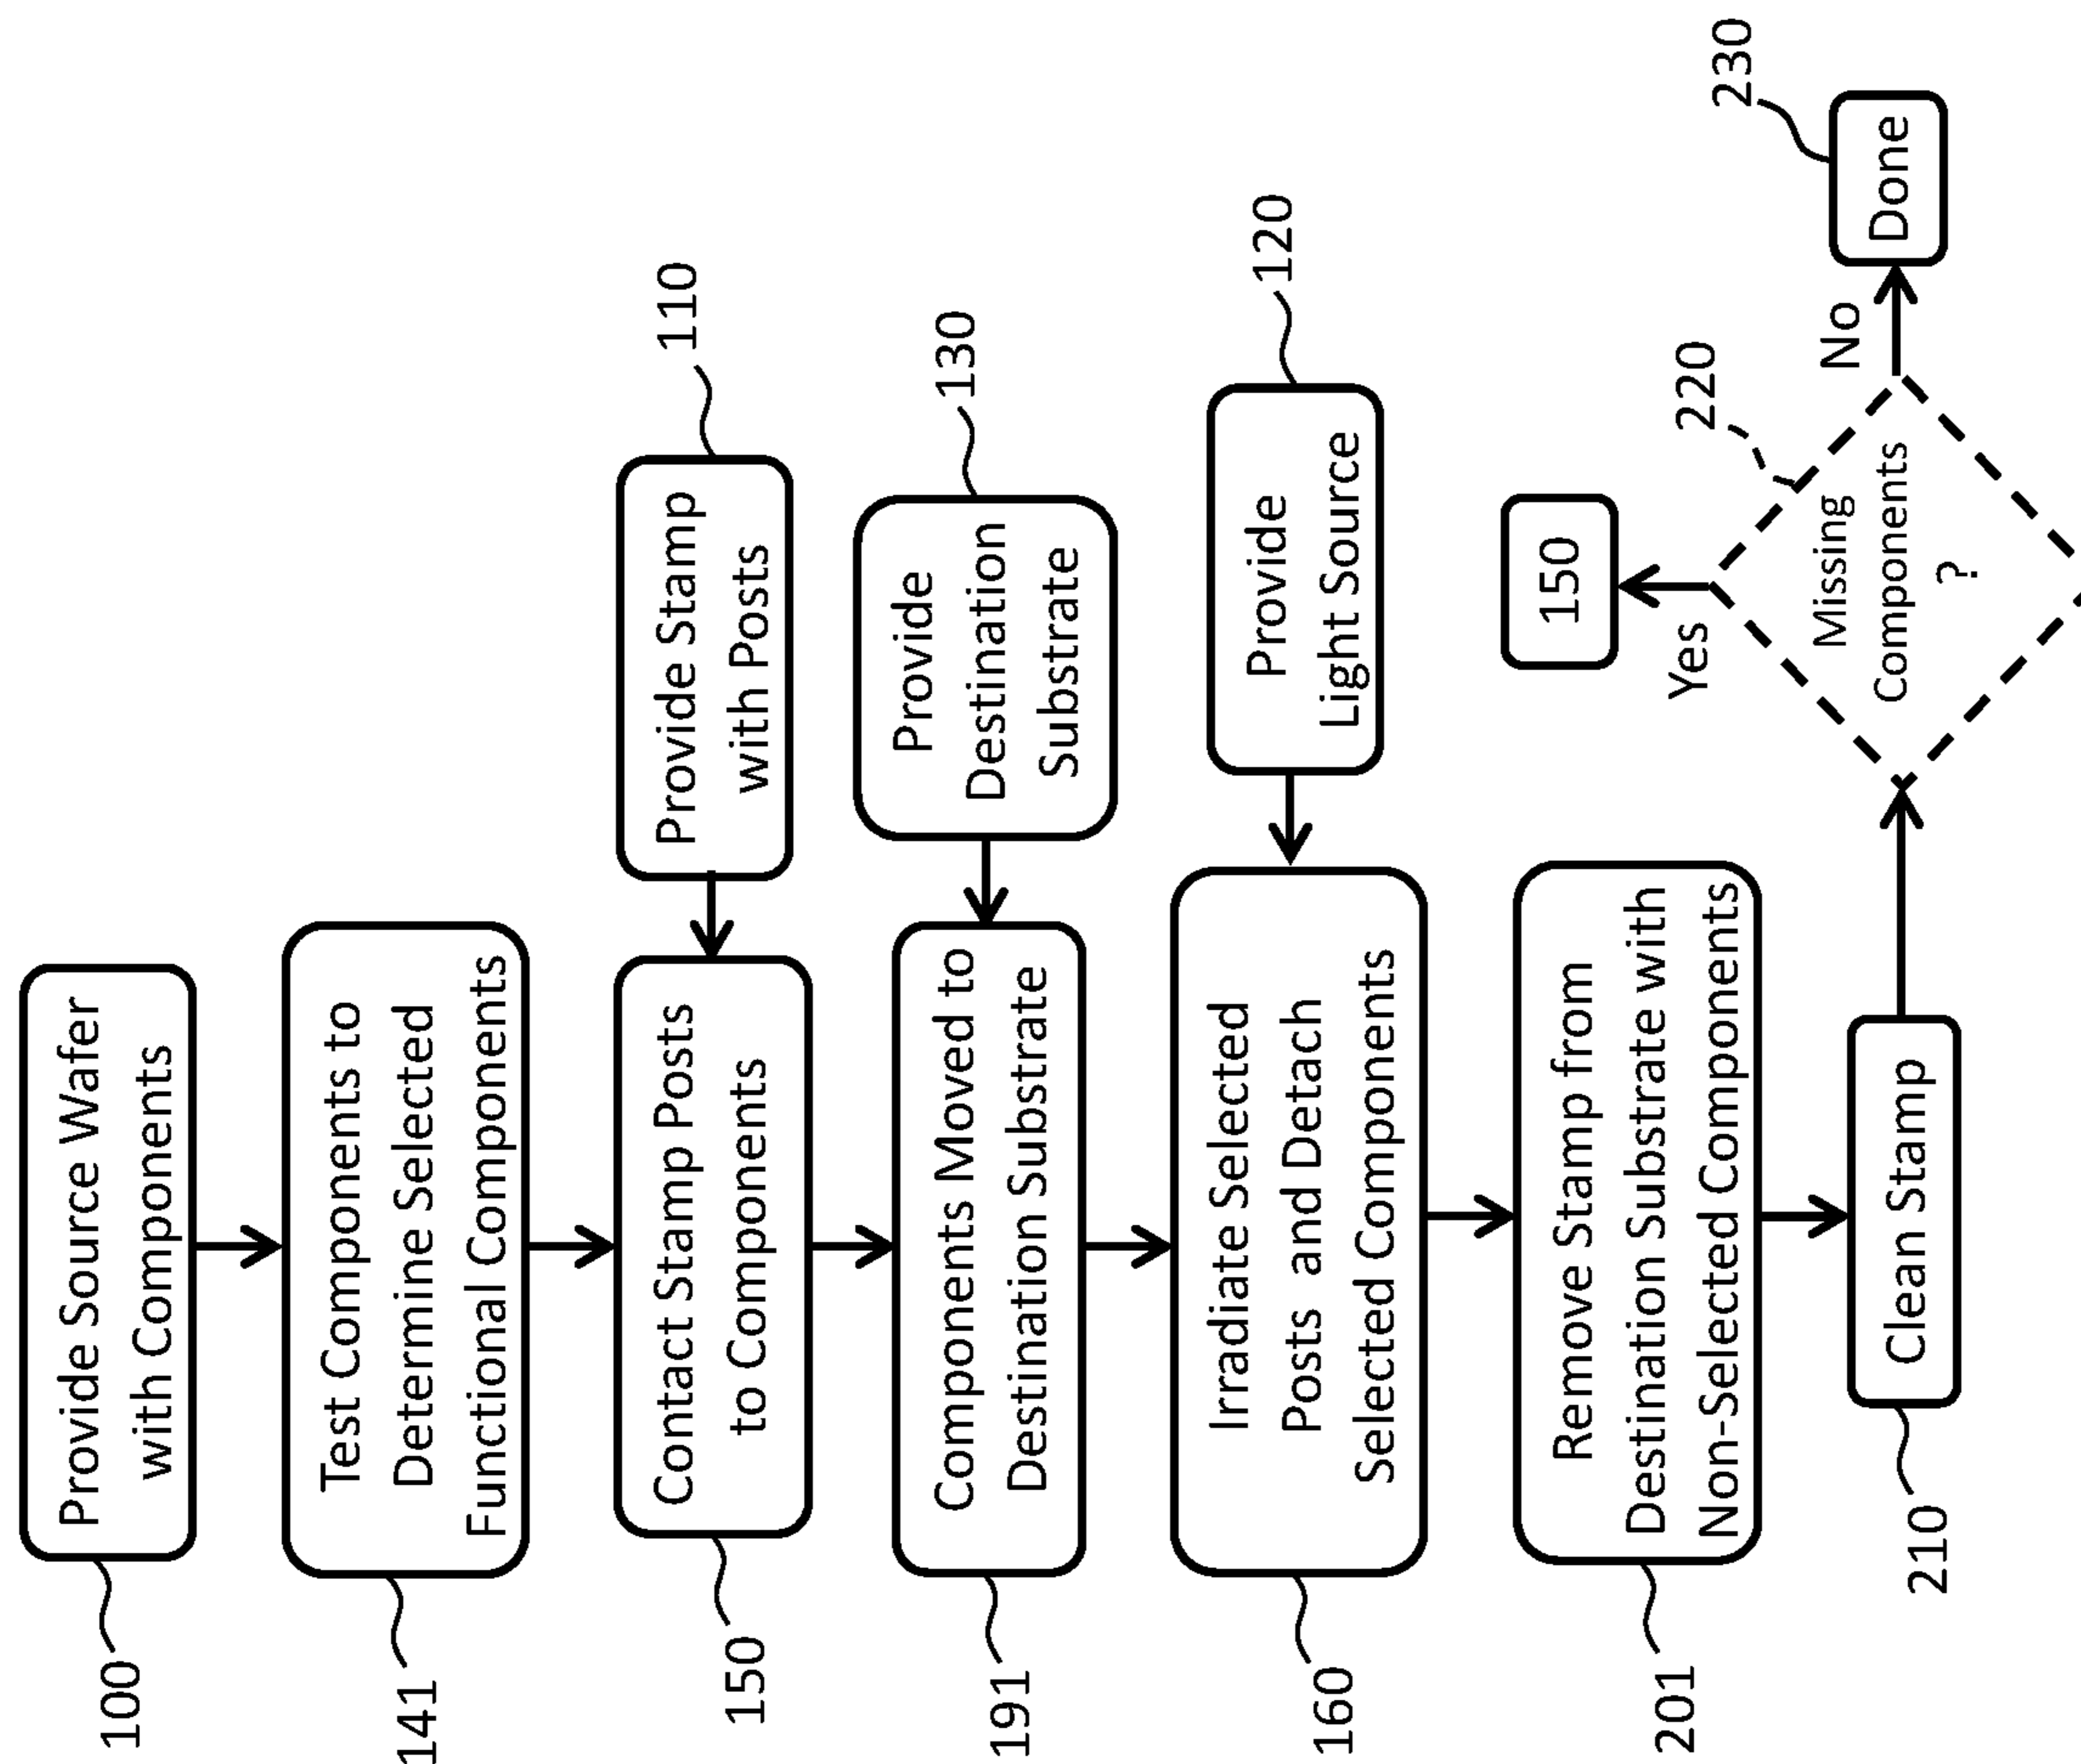 100
Provide Source Wafer
with Components
141
Test Components to
Determine Selected
Functional Components
110
Provide Stamp
with Posts
150
Contact Stamp Posts
to Components
130
Provide
Destination
Substrate
191
Components Moved to
Destination Substrate
120
Provide
Light Source
160
Irradiate Selected
Posts and Detach
Selected Components
201
Remove Stamp from
Destination Substrate with
Non-Selected Components
210
Clean Stamp
220
Missing
Components
?
Yes
150
No
230
Done